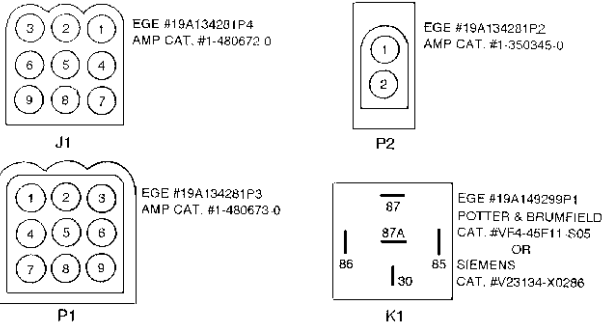 3 2 1
6 5 4
9 8 7
EGE #19A134281P4
AMP CAT. #1-480672-0
J1
1
2
EGE #19A134281P2
AMP CAT. #1-350345-0
P2
1 2 3
4 5 6
7 8 9
EGE #19A134281P3
AMP CAT. #1-480673-0
P1
87
87A
86
85
30
EGE #19A149299P1
POTTER & BRUMFIELD
CAT. #VF4-45F11-S05
OR
SIEMENS
CAT. #V23134-X0286
K1